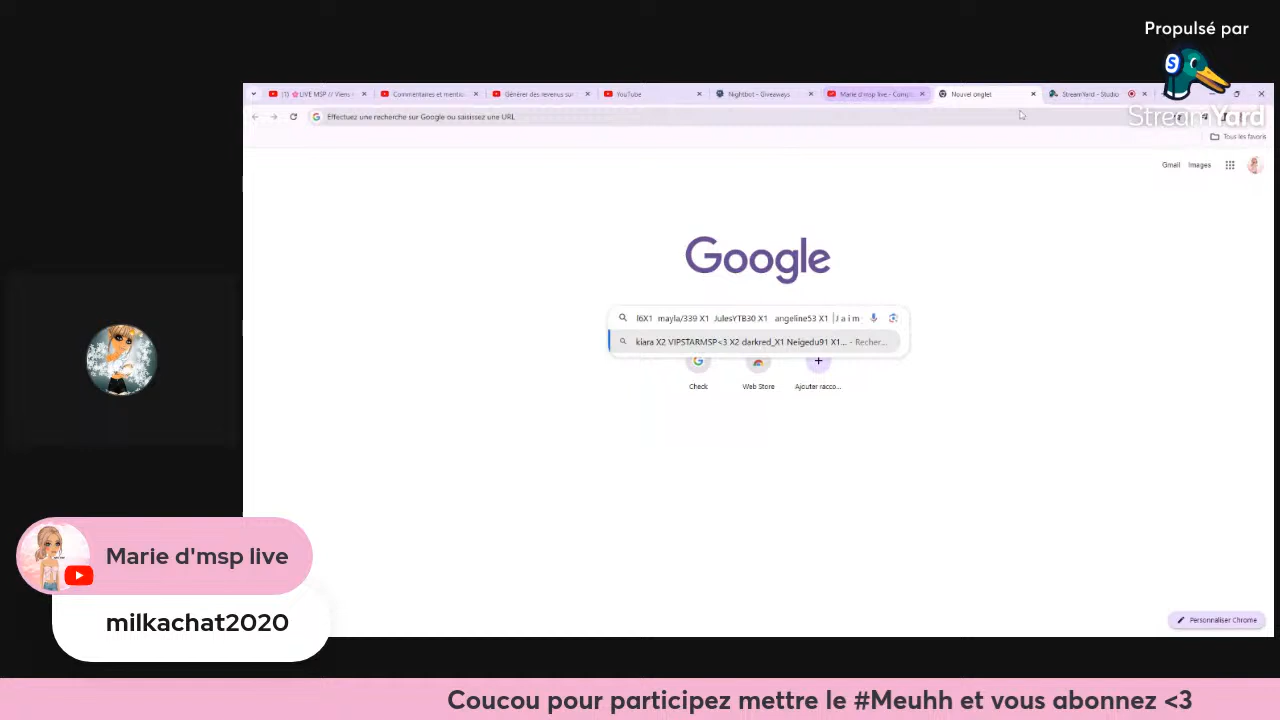 Propulsé par
StreamYard
(1) 🌸LIVE MSP // Viens
Commentaires et mentio
Générer des revenus sur
YouTube
Nightbot - Giveaways
Marie d'msp live - Comp
Nouvel onglet
StreamYard - Studio
Effectuez une recherche sur Google ou saisissez une URL
Tous les favoris
Gmail Images
Google
l6X1 mayla/339 X1 JulesYTB30 X1 angeline53 X1 J a i m
kiara X2 VIPSTARMSP<3 X2 darkred_X1 Neigedu91 X1... - Recher...
Check
Web Store
Ajouter racco...
Marie d'msp live
milkachat2020
Personnaliser Chrome
Coucou pour participez mettre le #Meuhh et vous abonnez <3